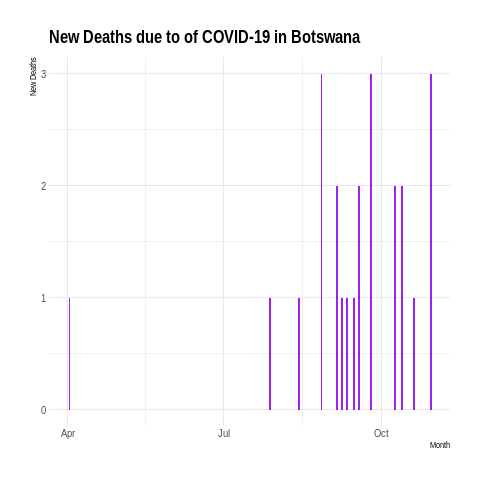 New Deaths due to of COVID-19 in Botswana
New Deaths
3
2
1
0
Apr
Jul
Oct
Month